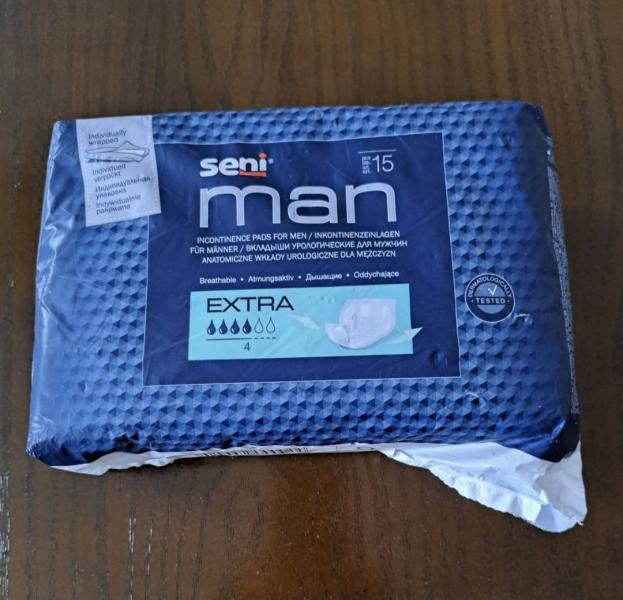 Individually
wrapped
Individuell
verpackt
Индивидуальная
упаковка
Indywidualnie
pakowane
seni®
15
man
INCONTINENCE PADS FOR MEN / INKONTINENZEINLAGEN
FÜR MÄNNER / ВКЛАДЫШИ УРОЛОГИЧЕСКИЕ ДЛЯ МУЖЧИН
ANATOMICZNE WKŁADY UROLOGICZNE DLA MĘŻCZYZN
Breathable • Atmungsaktiv • Дышащие • Oddychające
EXTRA
4
DERMATOLOGICALLY
TESTED